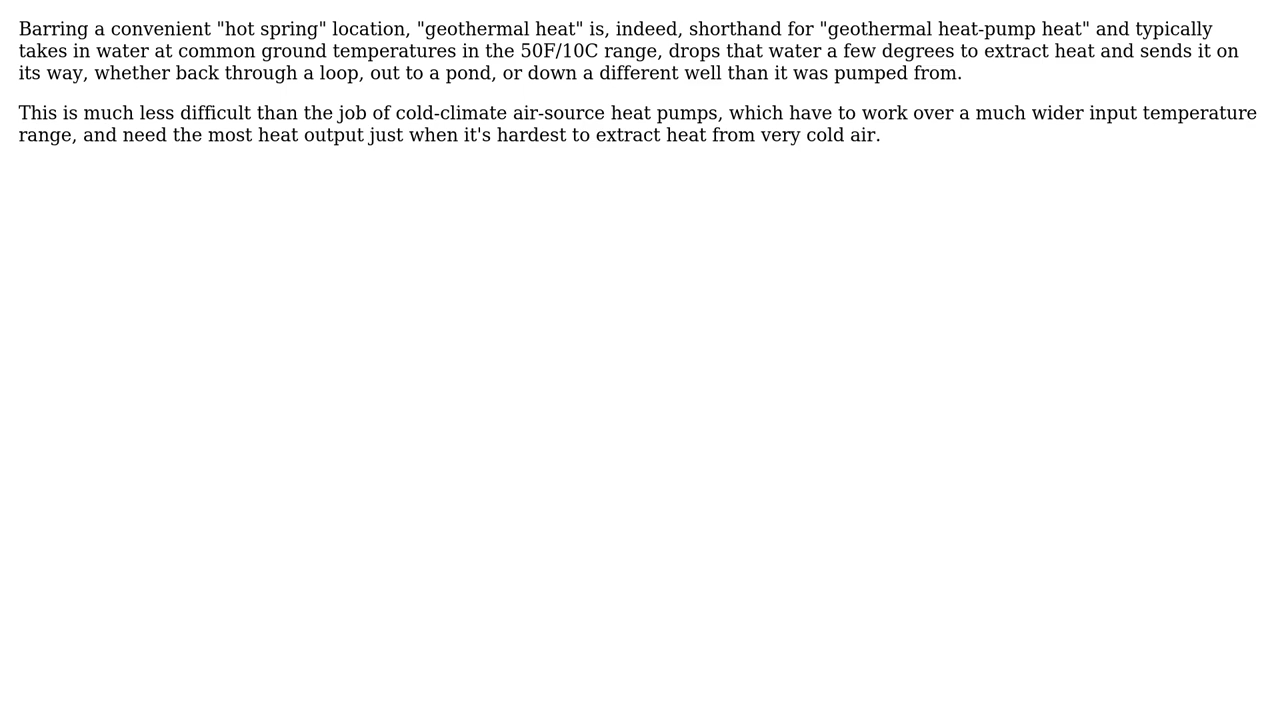 Barring a convenient "hot spring" location, "geothermal heat" is, indeed, shorthand for "geothermal heat-pump heat" and typically
takes in water at common ground temperatures in the 50F/10C range, drops that water a few degrees to extract heat and sends it on
its way, whether back through a loop, out to a pond, or down a different well than it was pumped from.
This is much less difficult than the job of cold-climate air-source heat pumps, which have to work over a much wider input temperature
range, and need the most heat output just when it's hardest to extract heat from very cold air.